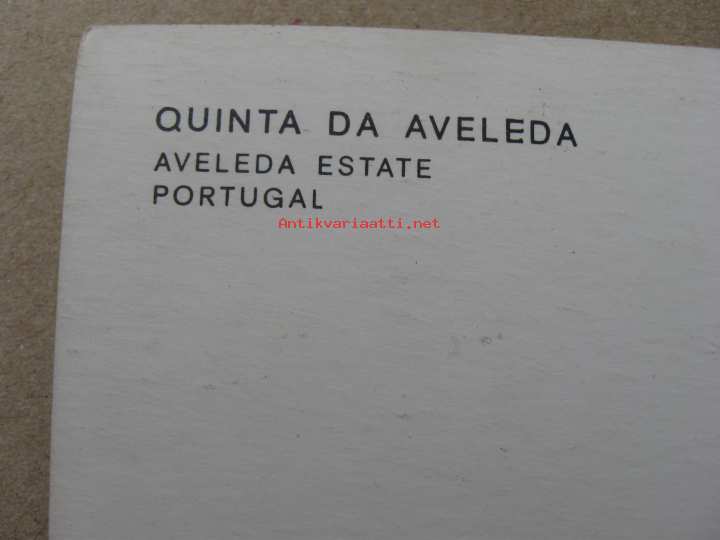 QUINTA DA AVELEDA
AVELEDA ESTATE
PORTUGAL
Antikvariaatti.net